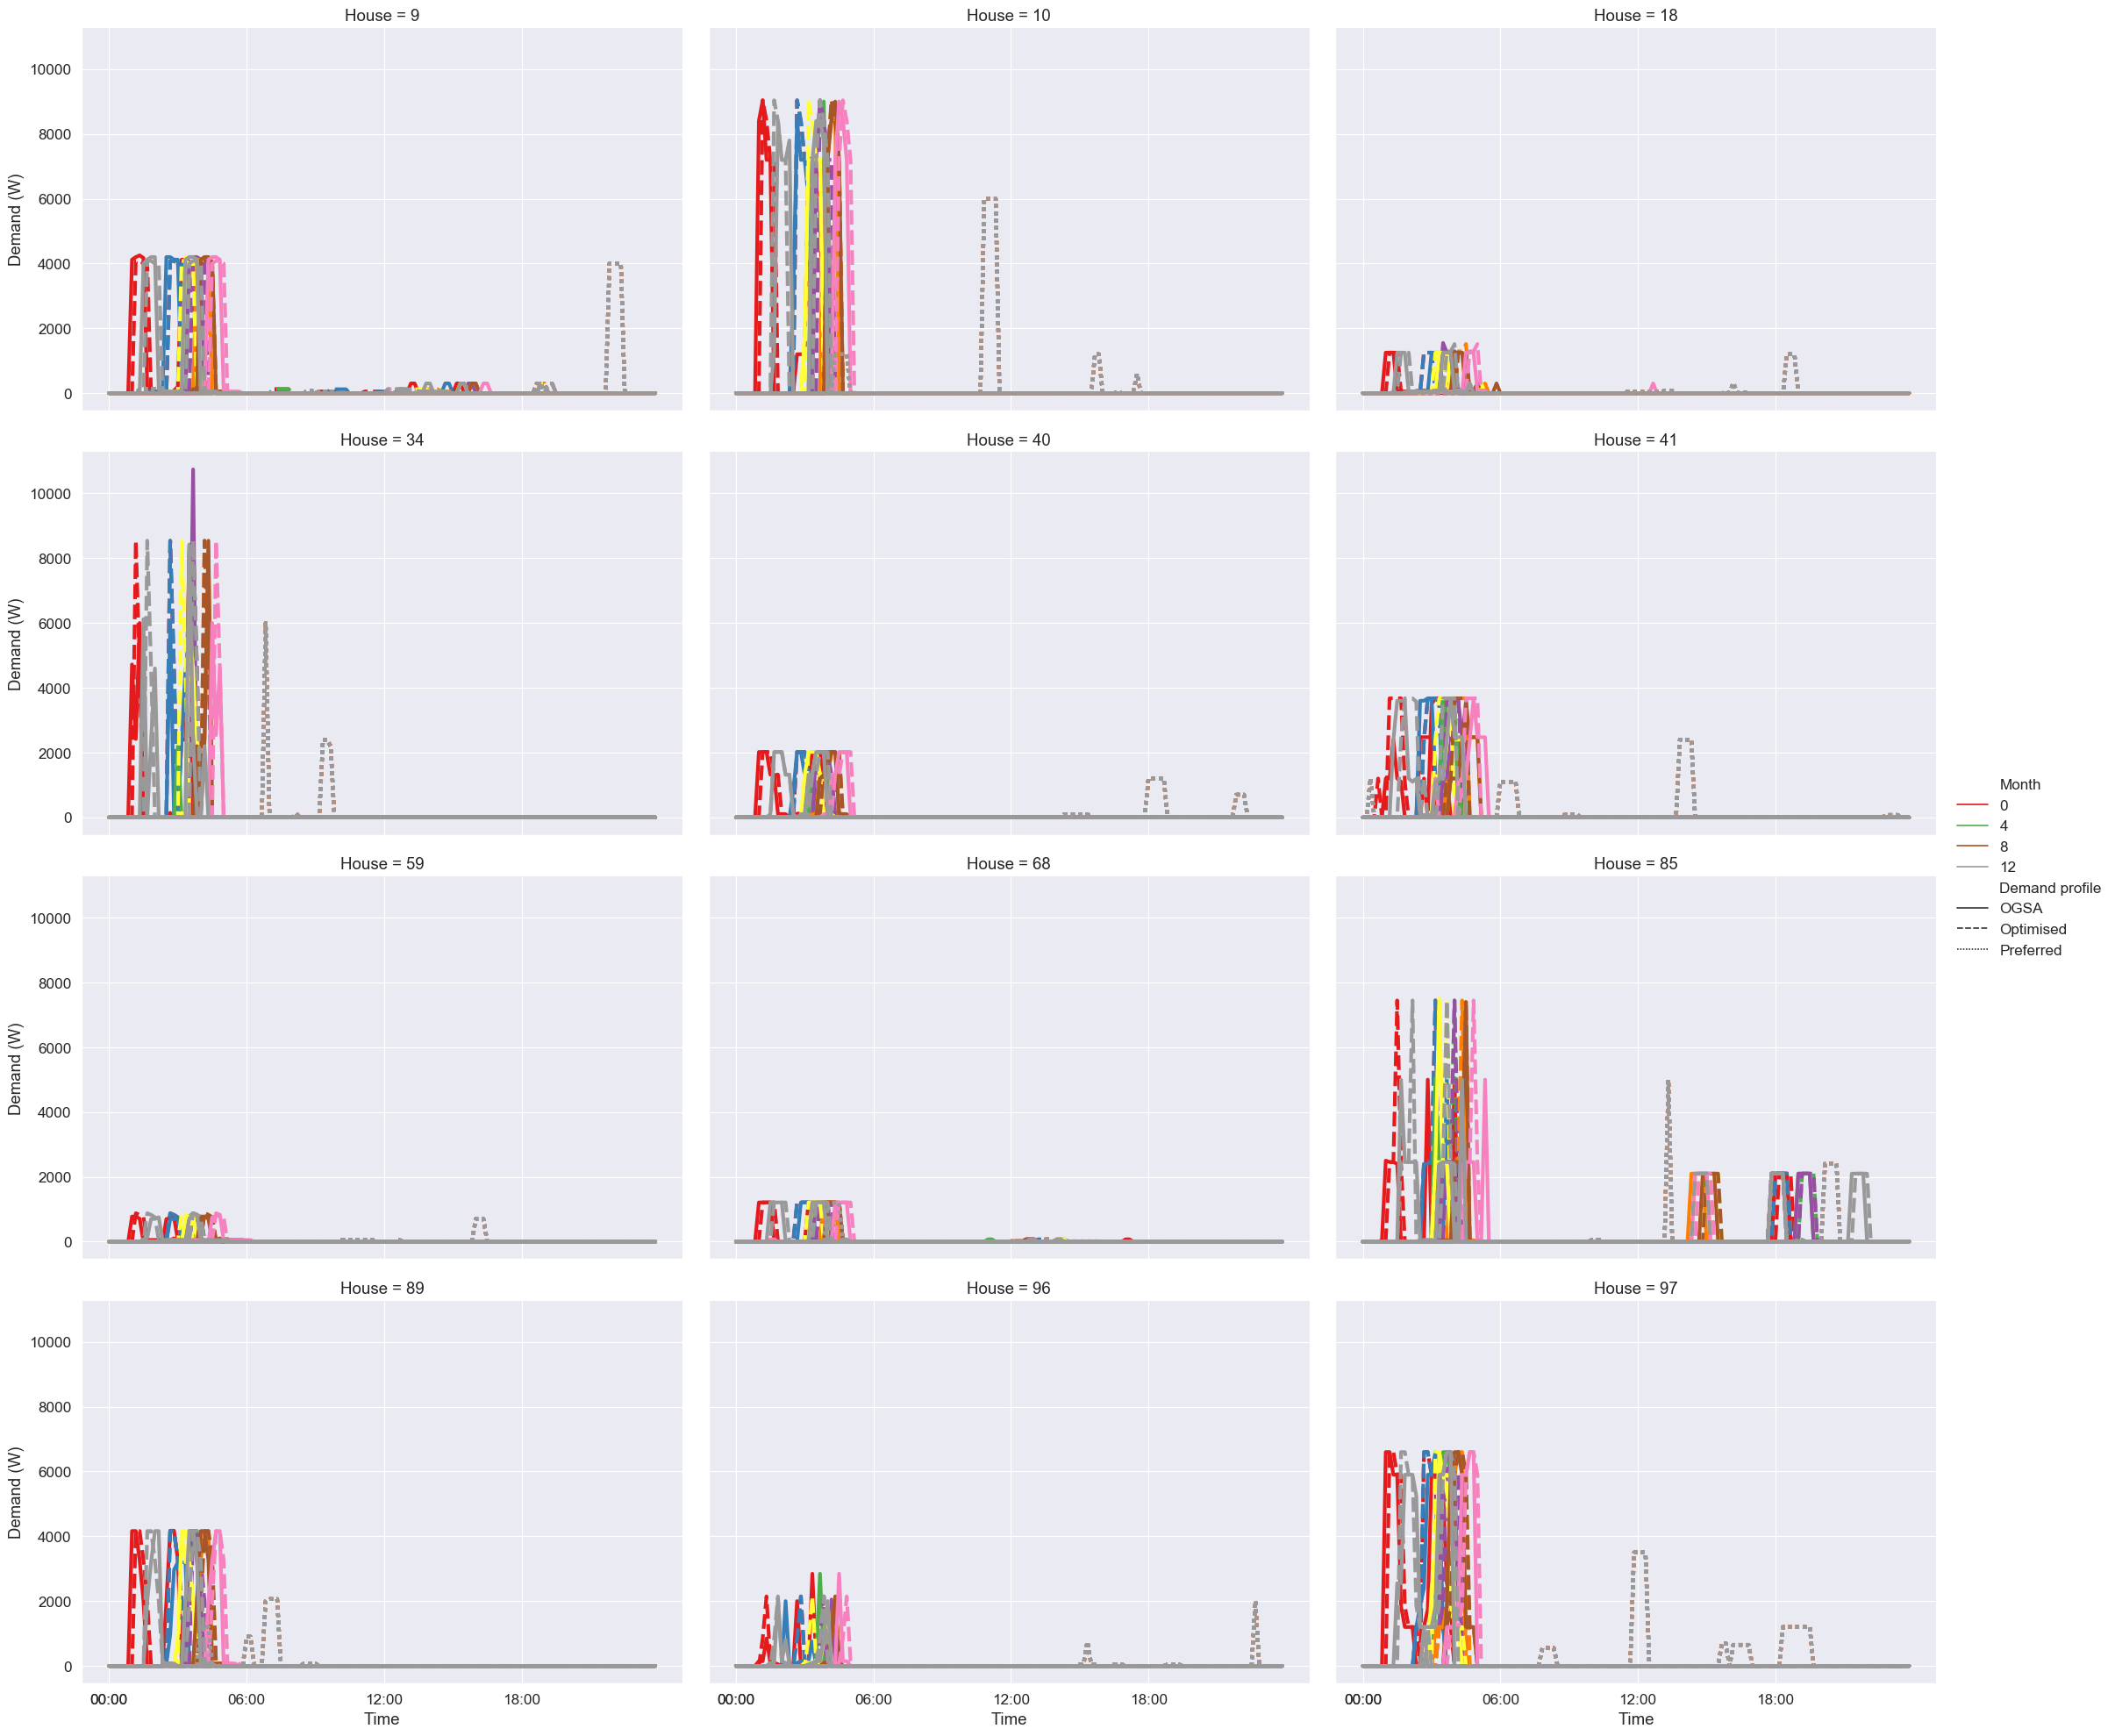 House = 9
House = 10
House = 18
10000
8000
6000
4000
2000
0
Demand (W)
House = 34
House = 40
House = 41
10000
8000
6000
4000
2000
0
Demand (W)
Month
0
4
8
12
Demand profile
OGSA
Optimised
Preferred
House = 59
House = 68
House = 85
10000
8000
6000
4000
2000
0
Demand (W)
House = 89
House = 96
House = 97
10000
8000
6000
4000
2000
0
Demand (W)
00:00 06:00 12:00 18:00
00:00 06:00 12:00 18:00
00:00 06:00 12:00 18:00
Time
Time
Time